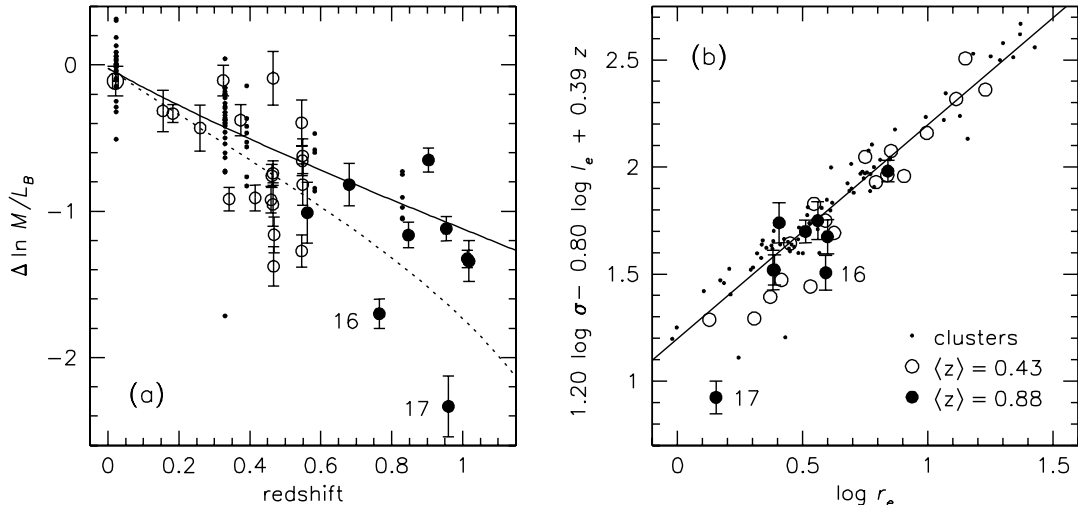 (a)
0
−1
−2
Δ ln M/L_B
16
17
0
0.2
0.4
0.6
0.8
1
redshift
(b)
2.5
2
1.5
1
1.20 log σ− 0.80 log I_e + 0.39 z
16
17
clusters
⟨z⟩ = 0.43
⟨z⟩ = 0.88
0
0.5
1
1.5
log r_e